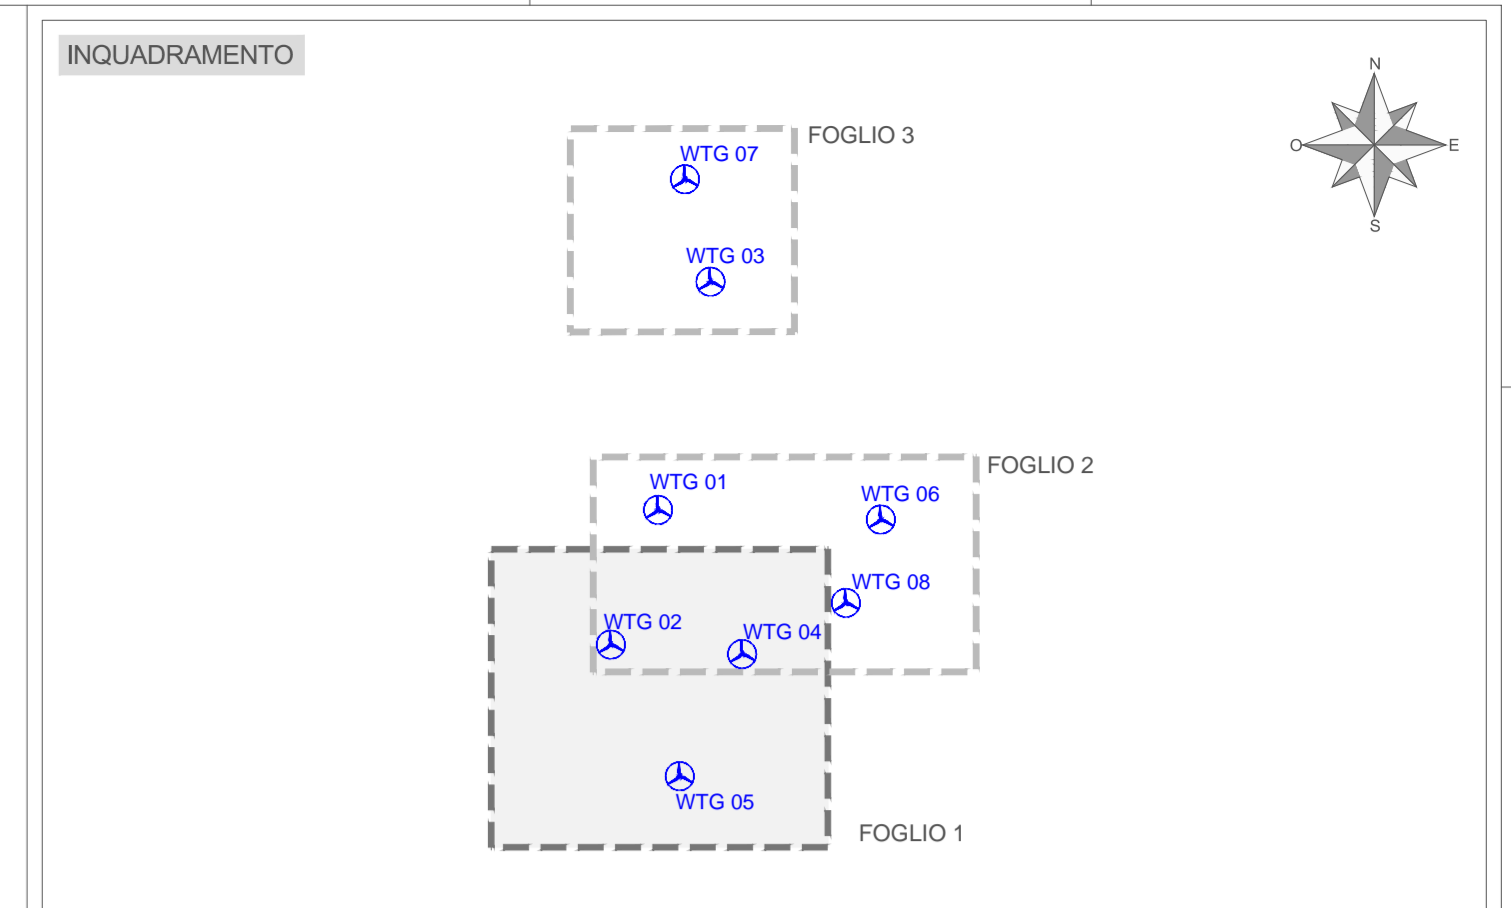 INQUADRAMENTO
N
O
E
S
FOGLIO 3
WTG 07
WTG 03
FOGLIO 2
WTG 01
WTG 06
WTG 08
WTG 02
WTG 04
WTG 05
FOGLIO 1